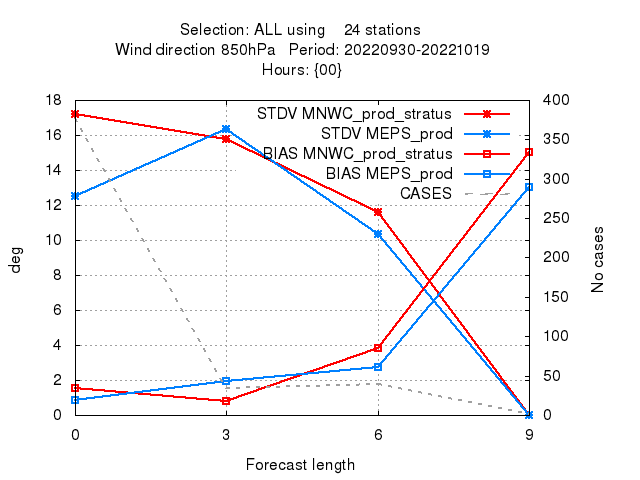 Selection: ALL using    24 stations
Wind direction 850hPa   Period: 20220930-20221019
Hours: {00}
STDV MNWC_prod_stratus
STDV MEPS_prod
BIAS MNWC_prod_stratus
BIAS MEPS_prod
CASES
18
16
14
12
10
8
6
4
2
0
deg
400
350
300
250
200
150
100
50
0
No cases
0 3 6 9
Forecast length